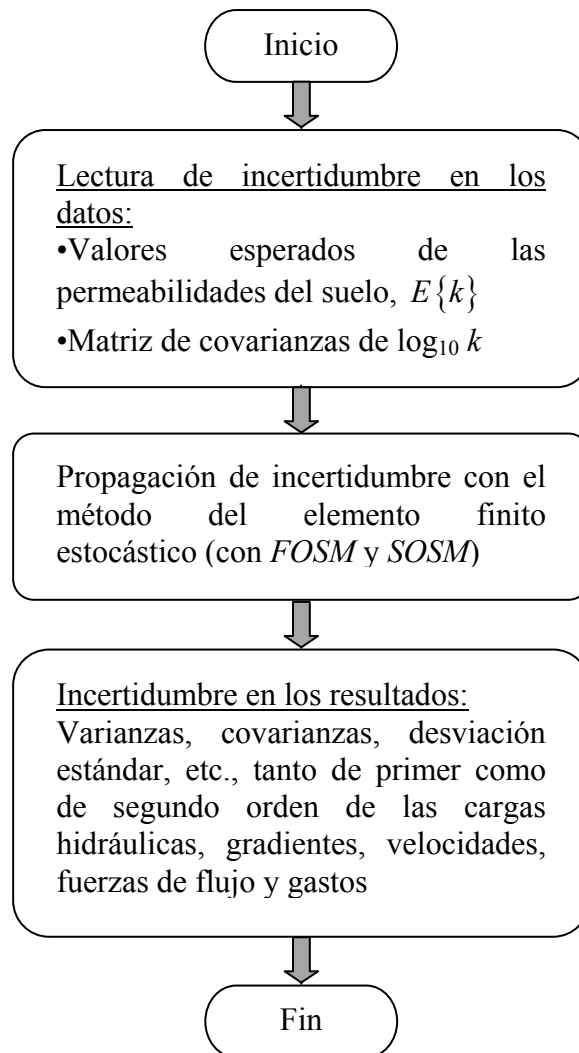 Inicio
Lectura de incertidumbre en los
datos:
•Valores esperados de las
permeabilidades del suelo, E{k}
•Matriz de covarianzas de log₁₀ k
Propagación de incertidumbre con el
método del elemento finito
estocástico (con FOSM y SOSM)
Incertidumbre en los resultados:
Varianzas, covarianzas, desviación
estándar, etc., tanto de primer como
de segundo orden de las cargas
hidráulicas, gradientes, velocidades,
fuerzas de flujo y gastos
Fin